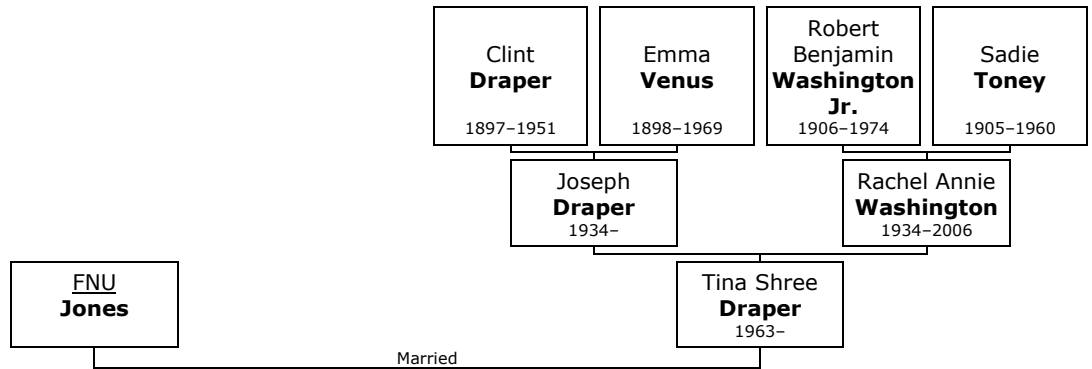 Clint
Draper
1897–1951
Emma
Venus
1898–1969
Robert
Benjamin
Washington
Jr.
1906–1974
Sadie
Toney
1905–1960
Joseph
Draper
1934–
Rachel Annie
Washington
1934–2006
FNU
Jones
Tina Shree
Draper
1963–
Married